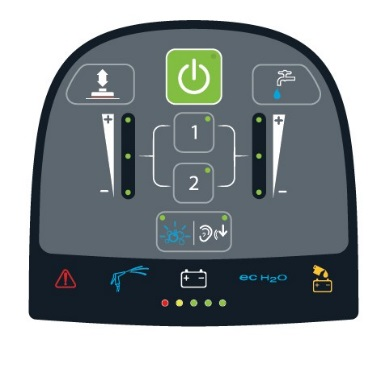 + 1 +
- 2 -
+ -
ec H₂O
+ -